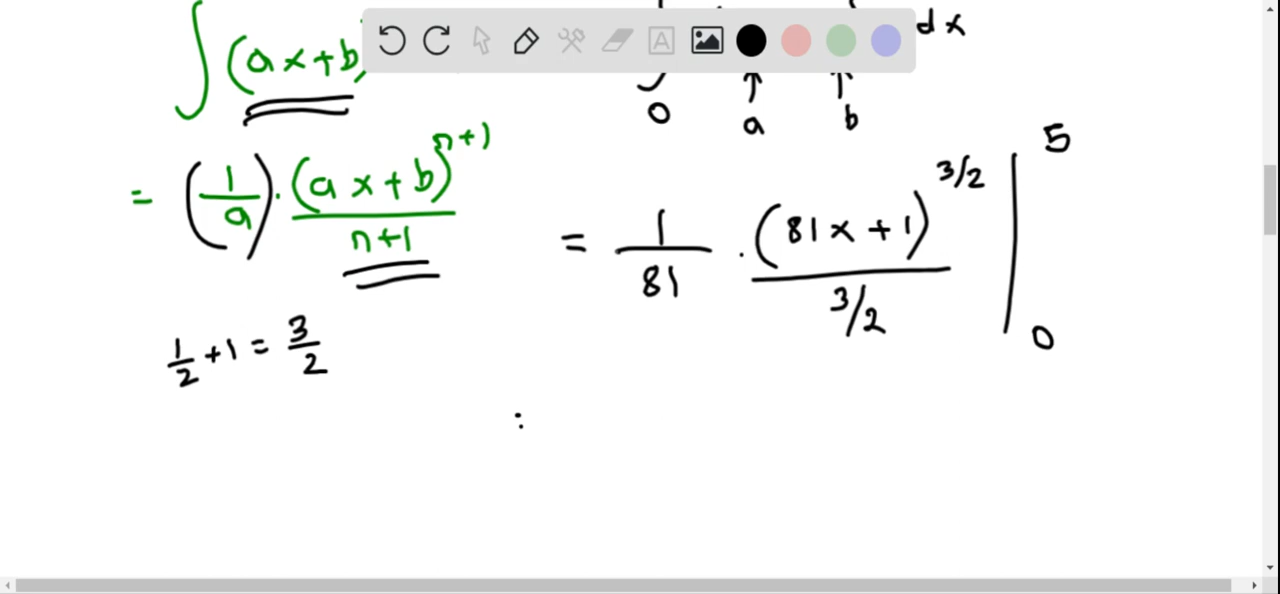 ∫ (ax+b)
dx
0 ↑ ↑
a b
= (1/a) · (ax+b)^(n+1) / (n+1)
= 1/81 · (81x+1)^(3/2) / (3/2) |_0^5
1/2 + 1 = 3/2
: